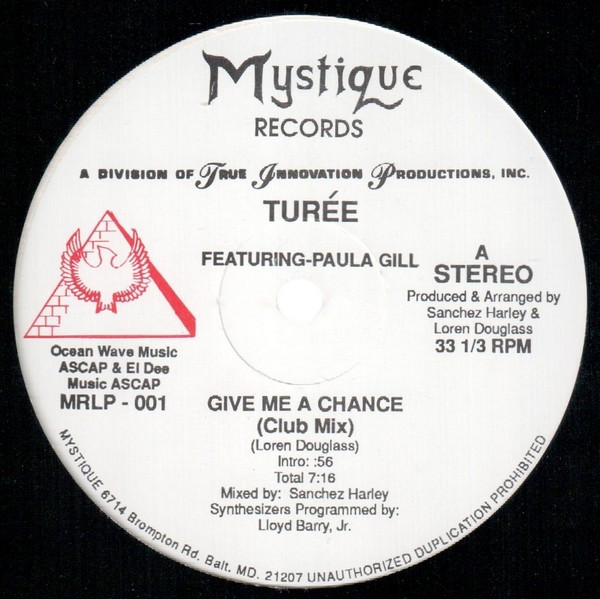 Mystique
RECORDS
A DIVISION OF TRUE INNOVATION PRODUCTIONS, INC.
TURÉE
FEATURING-PAULA GILL
A
STEREO
Produced & Arranged by
Sanchez Harley &
Loren Douglass
33 1/3 RPM
Ocean Wave Music
ASCAP & El Dee
Music ASCAP
MRLP - 001
GIVE ME A CHANCE
(Club Mix)
(Loren Douglass)
Intro: :56
Total 7:16
Mixed by: Sanchez Harley
Synthesizers Programmed by:
Lloyd Barry, Jr.
MYSTIQUE 6714 Brompton Rd. Balt. MD. 21207 UNAUTHORIZED DUPLICATION PROHIBITED